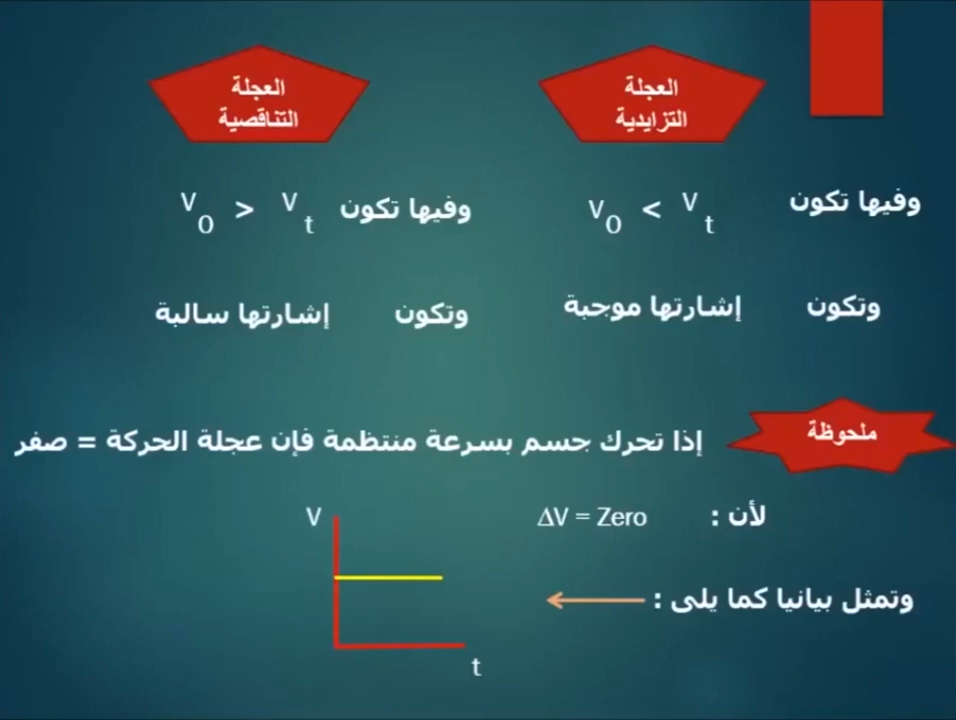 العجلة
التزايدية
وفيها تكون V0 < Vt
وتكون إشارتها موجبة
العجلة
التناقصية
وفيها تكون V0 > Vt
وتكون إشارتها سالبة
ملحوظة
إذا تحرك جسم بسرعة منتظمة فإن عجلة الحركة = صفر
لأن : ΔV = Zero
وتمثل بيانيا كما يلى :
V
t